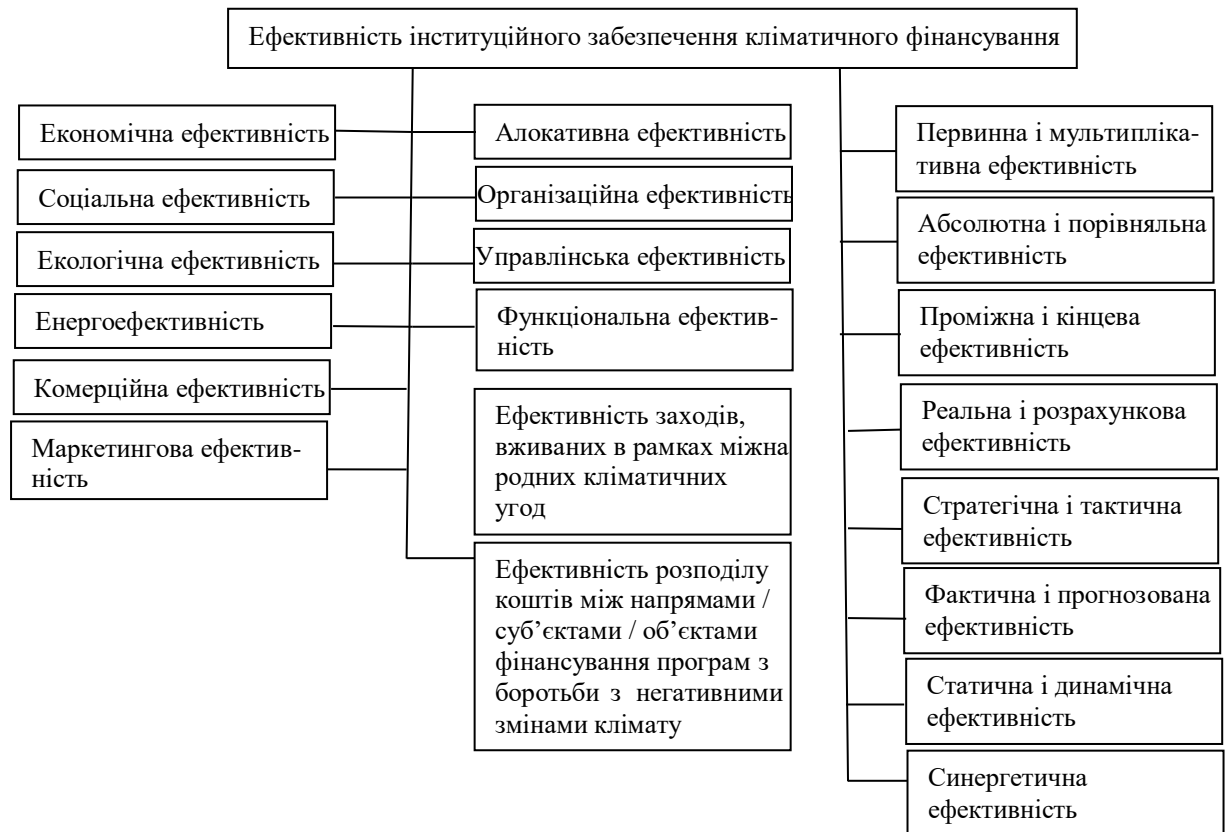 Ефективність інституційного забезпечення кліматичного фінансування
Економічна ефективність
Соціальна ефективність
Екологічна ефективність
Енергоефективність
Комерційна ефективність
Маркетингова ефектив-
ність
Алокативна ефективність
Організаційна ефективність
Управлінська ефективність
Функціональна ефектив-
ність
Ефективність заходів,
вживаних в рамках міжна
родних кліматичних
угод
Ефективність розподілу
коштів між напрямами /
суб’єктами / об’єктами
фінансування програм з
боротьби з негативними
змінами клімату
Первинна і мультипліка-
тивна ефективність
Абсолютна і порівняльна
ефективність
Проміжна і кінцева
ефективність
Реальна і розрахункова
ефективність
Стратегічна і тактична
ефективність
Фактична і прогнозована
ефективність
Статична і динамічна
ефективність
Синергетична
ефективність